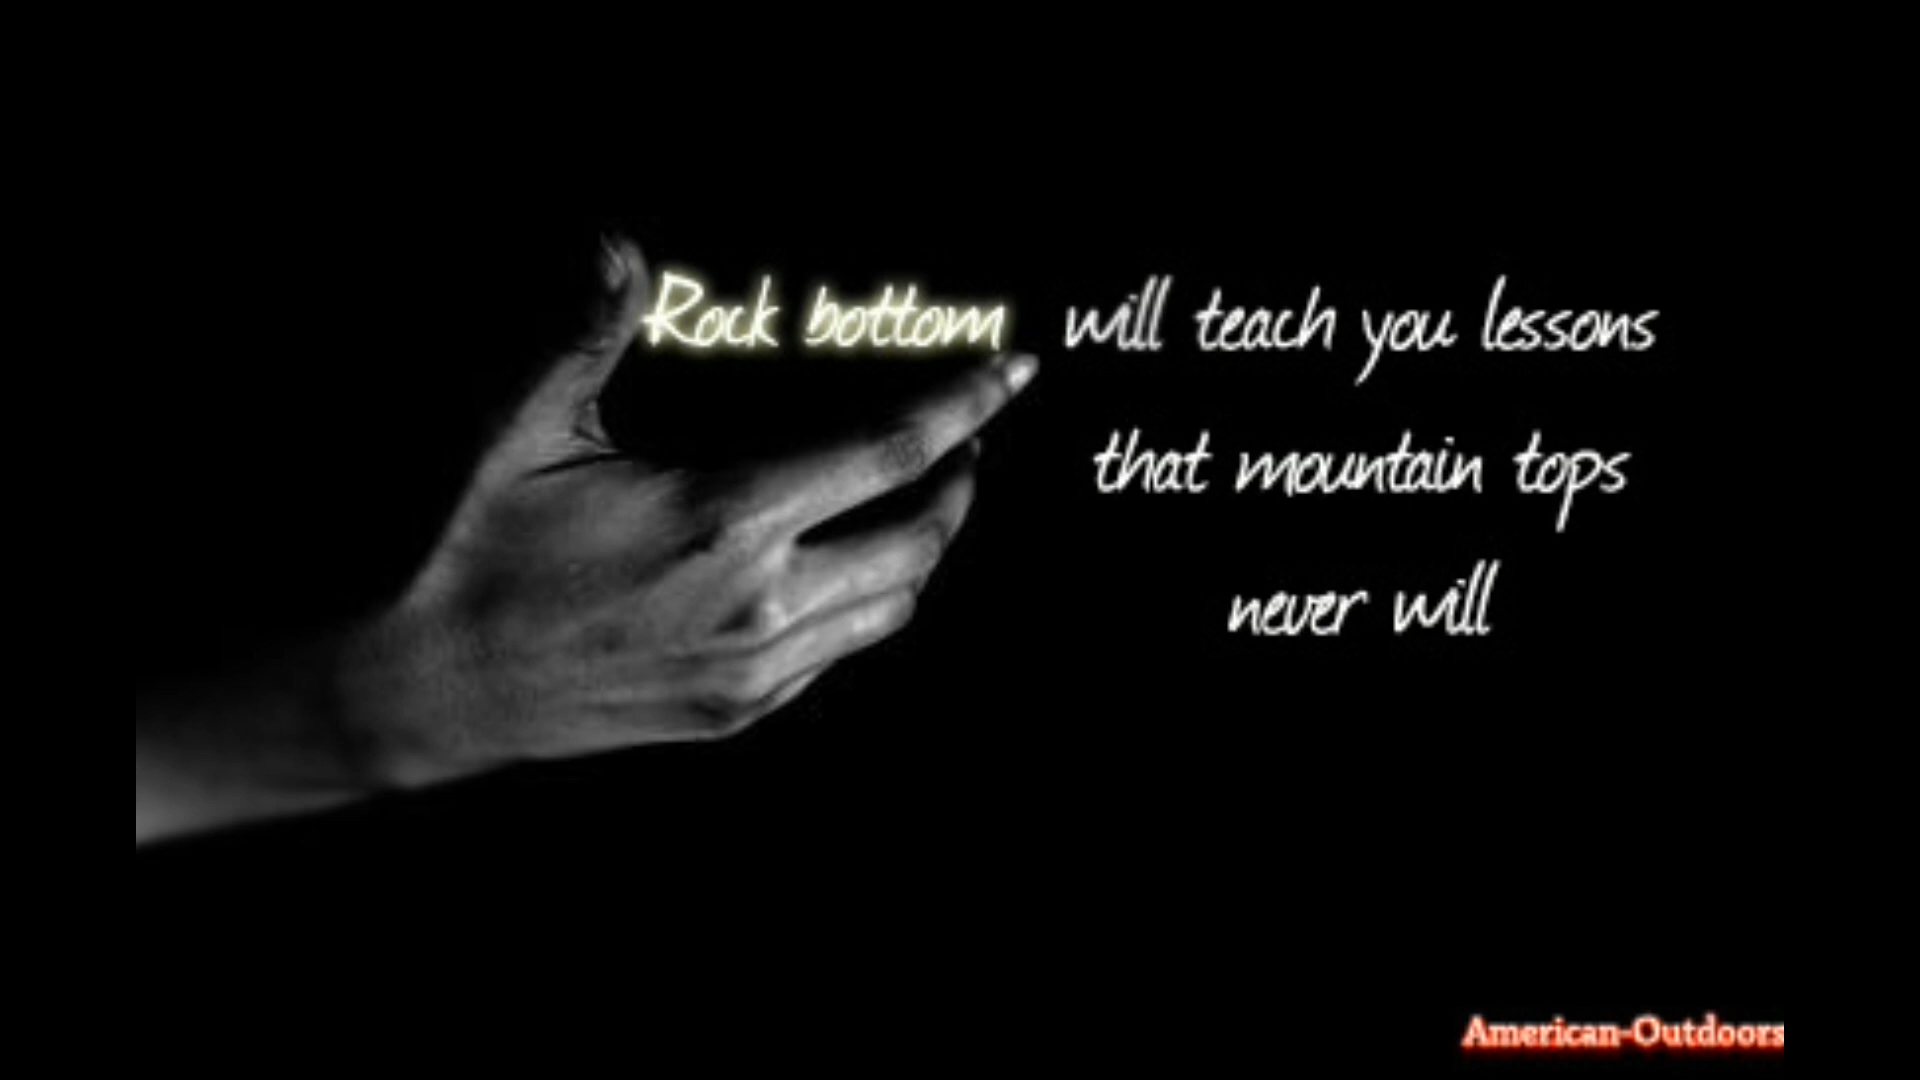 Rock bottom will teach you lessons
that mountain tops
never will
American-Outdoors